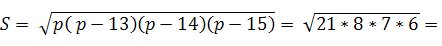 S = √p( p − 13)(p − 14)(p − 15) = √21 * 8 * 7 * 6 =